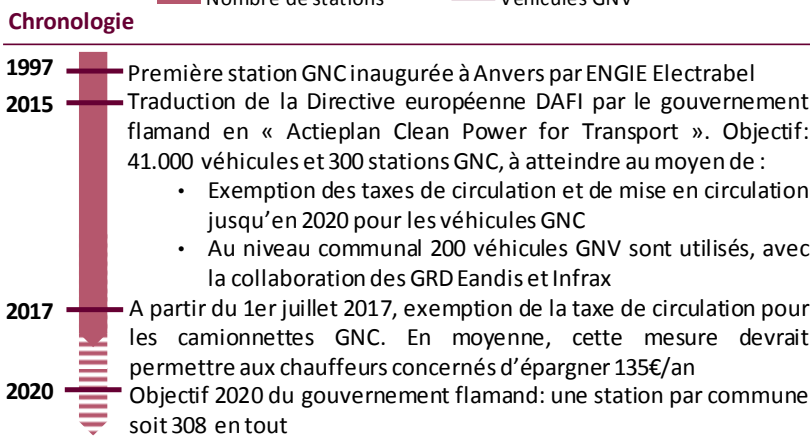 Nombre de stations Véhicules GNV
Chronologie
1997 Première station GNC inaugurée à Anvers par ENGIE Electrabel
2015 Traduction de la Directive européenne DAFI par le gouvernement
flamand en « Actieplan Clean Power for Transport ». Objectif:
41.000 véhicules et 300 stations GNC, à atteindre au moyen de :
• Exemption des taxes de circulation et de mise en circulation
jusqu’en 2020 pour les véhicules GNC
• Au niveau communal 200 véhicules GNV sont utilisés, avec
la collaboration des GRD Eandis et Infrax
2017 A partir du 1er juillet 2017, exemption de la taxe de circulation pour
les camionnettes GNC. En moyenne, cette mesure devrait
permettre aux chauffeurs concernés d’épargner 135€/an
2020 Objectif 2020 du gouvernement flamand: une station par commune
soit 308 en tout